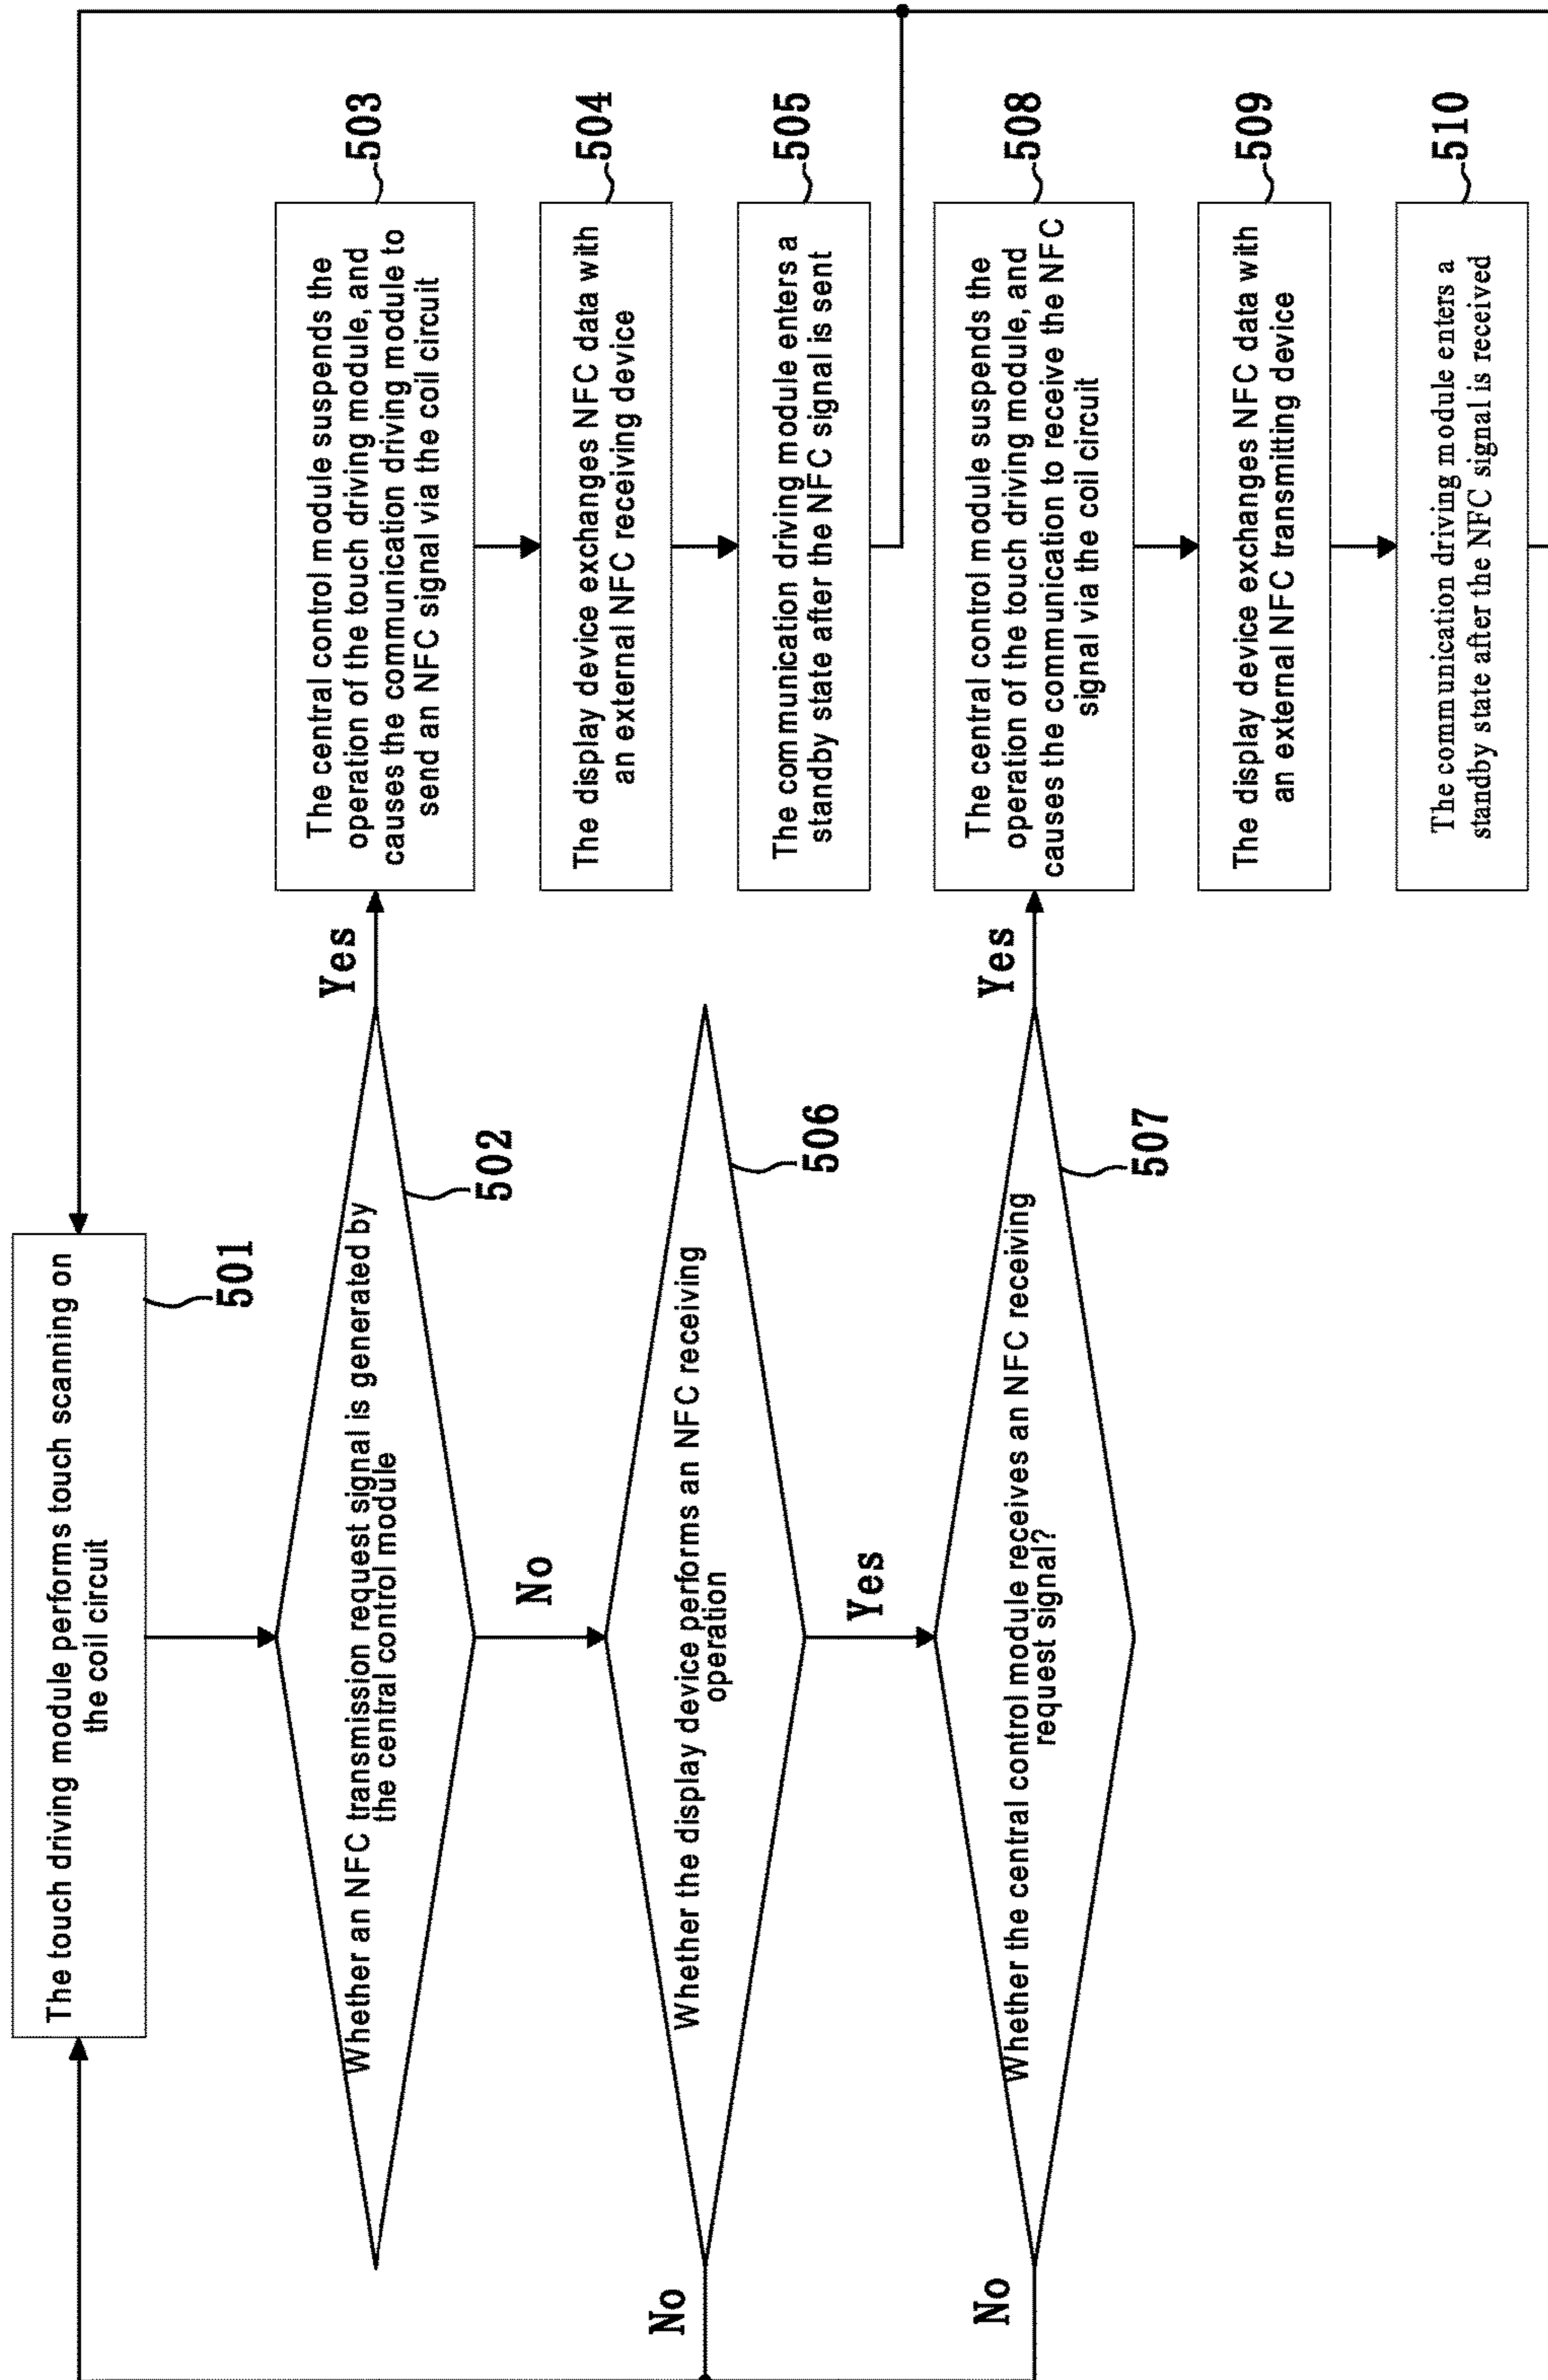 The touch driving module performs touch scanning on
the coil circuit
501
Whether an NFC transmission request signal is generated by
the central control module
502
Yes
The central control module suspends the
operation of the touch driving module, and
causes the communication driving module to
send an NFC signal via the coil circuit
503
The display device exchanges NFC data with
an external NFC receiving device
504
The communication driving module enters a
standby state after the NFC signal is sent
505
No
Whether the display device performs an NFC receiving
operation
506
No
Yes
Whether the central control module receives an NFC receiving
request signal?
507
No
Yes
The central control module suspends the
operation of the touch driving module, and
causes the communication to receive the NFC
signal via the coil circuit
508
The display device exchanges NFC data with
an external NFC transmitting device
509
The communication driving module enters a
standby state after the NFC signal is received
510